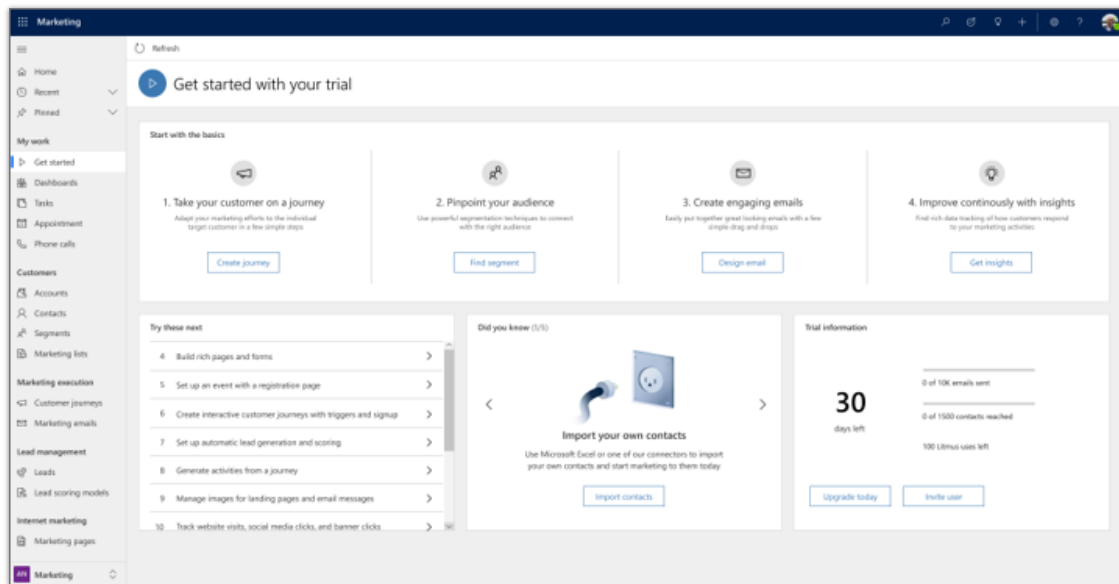 Marketing
Refresh
Home
Recent
Pinned
My work
Get started
Dashboards
Tasks
Appointment
Phone calls
Customers
Accounts
Contacts
Segments
Marketing lists
Marketing execution
Customer journeys
Marketing emails
Lead management
Leads
Lead scoring models
Internet marketing
Marketing pages
AN Marketing
Get started with your trial
Start with the basics
1. Take your customer on a journey
Adapt your marketing efforts to the individual
target customer in a few simple steps
Create journey
2. Pinpoint your audience
Use powerful segmentation techniques to connect
with the right audience
Find segment
3. Create engaging emails
Easily put together great looking emails with a few
simple drag and drops
Design email
4. Improve continously with insights
Find rich data tracking of how customers respond
to your marketing activities
Get insights
Try these next
4 Build rich pages and forms
5 Set up an event with a registration page
6 Create interactive customer journeys with triggers and signup
7 Set up automatic lead generation and scoring
8 Generate activities from a journey
9 Manage images for landing pages and email messages
10 Track website visits, social media clicks, and banner clicks
Did you know (5/5)
Import your own contacts
Use Microsoft Excel or one of our connectors to import
your own contacts and start marketing to them today
Import contacts
Trial information
30
days left
0 of 10K emails sent
0 of 1500 contacts reached
100 Litmus uses left
Upgrade today
Invite user